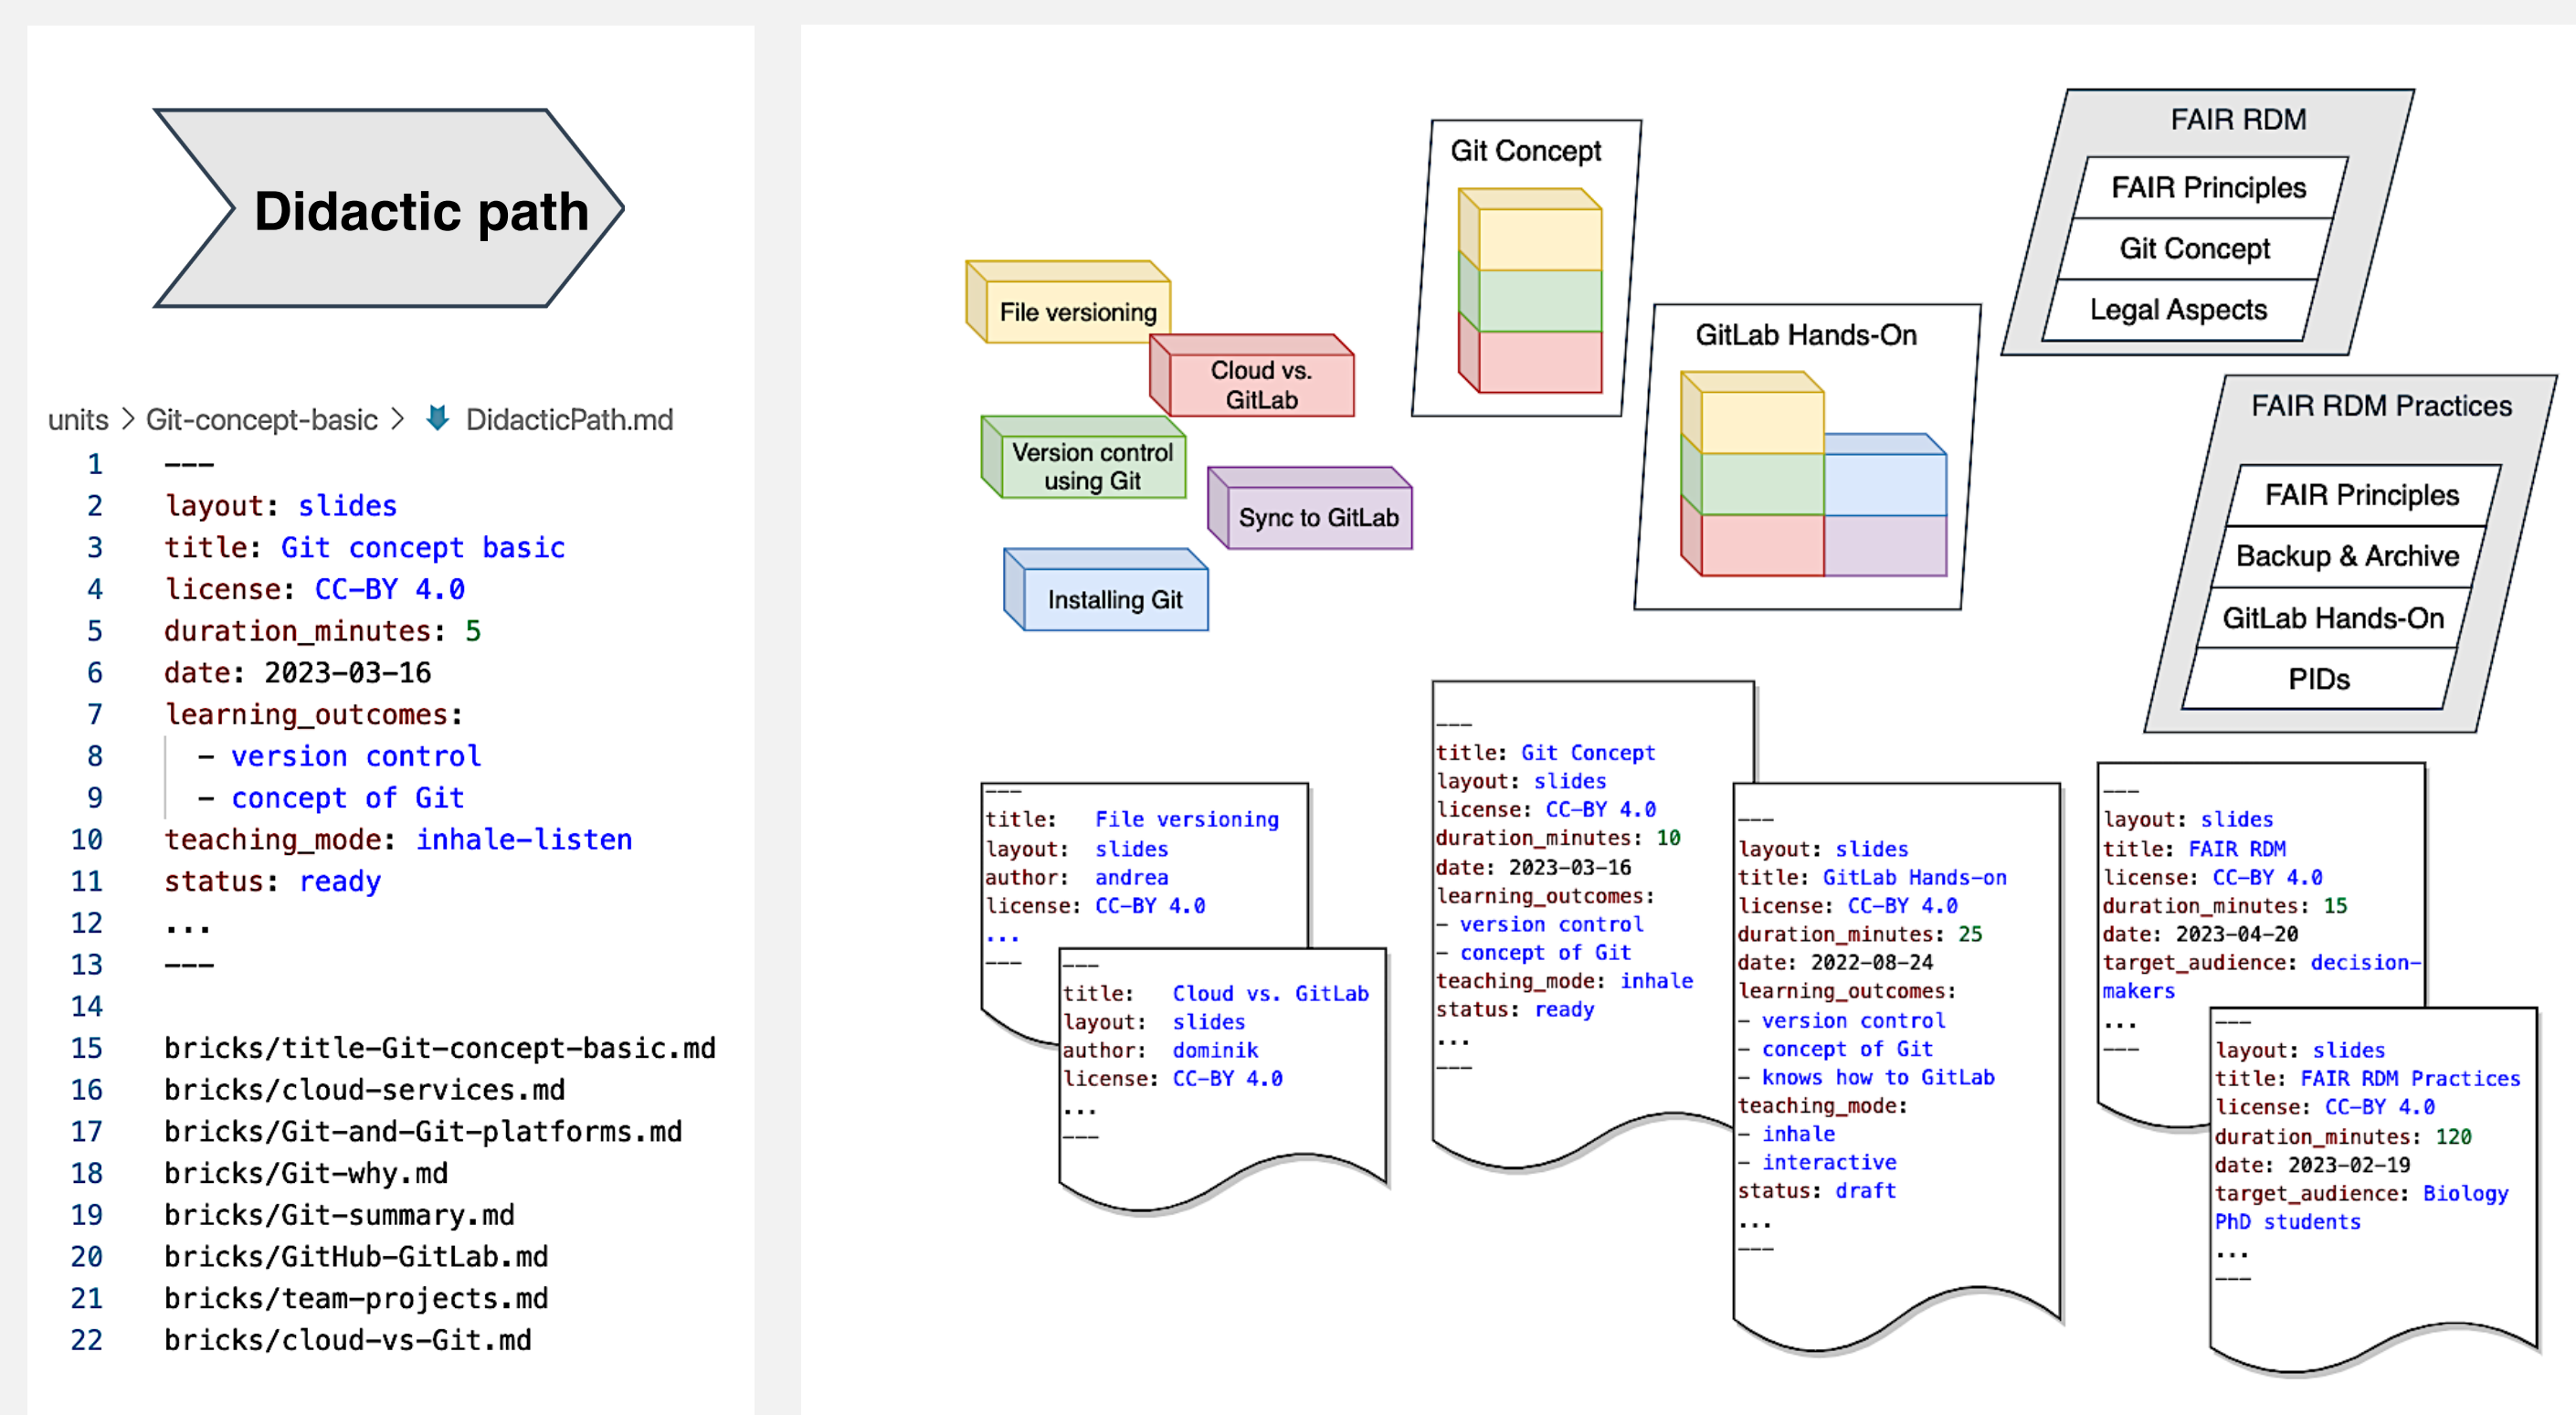 Didactic path
units > Git-concept-basic > DidacticPath.md
1 ---
2 layout: slides
3 title: Git concept basic
4 license: CC-BY 4.0
5 duration_minutes: 5
6 date: 2023-03-16
7 learning_outcomes:
8 - version control
9 - concept of Git
10 teaching_mode: inhale-listen
11 status: ready
12 ...
13 ---
14
15 bricks/title-Git-concept-basic.md
16 bricks/cloud-services.md
17 bricks/Git-and-Git-platforms.md
18 bricks/Git-why.md
19 bricks/Git-summary.md
20 bricks/GitHub-GitLab.md
21 bricks/team-projects.md
22 bricks/cloud-vs-Git.md
File versioning
Cloud vs.
GitLab
Version control
using Git
Sync to GitLab
Installing Git
Git Concept
GitLab Hands-On
FAIR RDM
FAIR Principles
Git Concept
Legal Aspects
FAIR RDM Practices
FAIR Principles
Backup & Archive
GitLab Hands-On
PIDs
---
title: File versioning
layout: slides
author: andrea
license: CC-BY 4.0
...
---
---
title: Cloud vs. GitLab
layout: slides
author: dominik
license: CC-BY 4.0
...
---
---
title: Git Concept
layout: slides
license: CC-BY 4.0
duration_minutes: 10
date: 2023-03-16
learning_outcomes:
- version control
- concept of Git
teaching_mode: inhale
status: ready
...
---
---
layout: slides
title: GitLab Hands-on
license: CC-BY 4.0
duration_minutes: 25
date: 2022-08-24
learning_outcomes:
- version control
- concept of Git
- knows how to GitLab
teaching_mode:
- inhale
- interactive
status: draft
...
---
---
layout: slides
title: FAIR RDM
license: CC-BY 4.0
duration_minutes: 15
date: 2023-04-20
target_audience: decision-
makers
...
---
---
layout: slides
title: FAIR RDM Practices
license: CC-BY 4.0
duration_minutes: 120
date: 2023-02-19
target_audience: Biology
PhD students
...
---